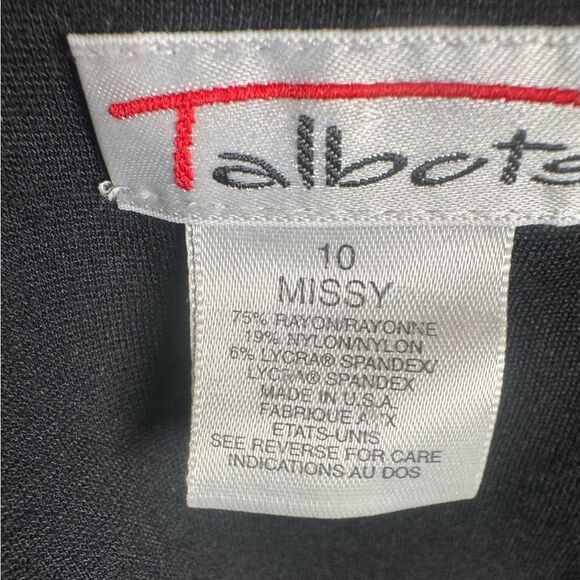 Talbots
10
MISSY
75% RAYON/RAYONNE
19% NYLON/NYLON
6% LYCRA® SPANDEX/
LYCRA® SPANDEX
MADE IN U.S.A
FABRIQUE A
ETATS-UNIS
SEE REVERSE FOR CARE
INDICATIONS AU DOS